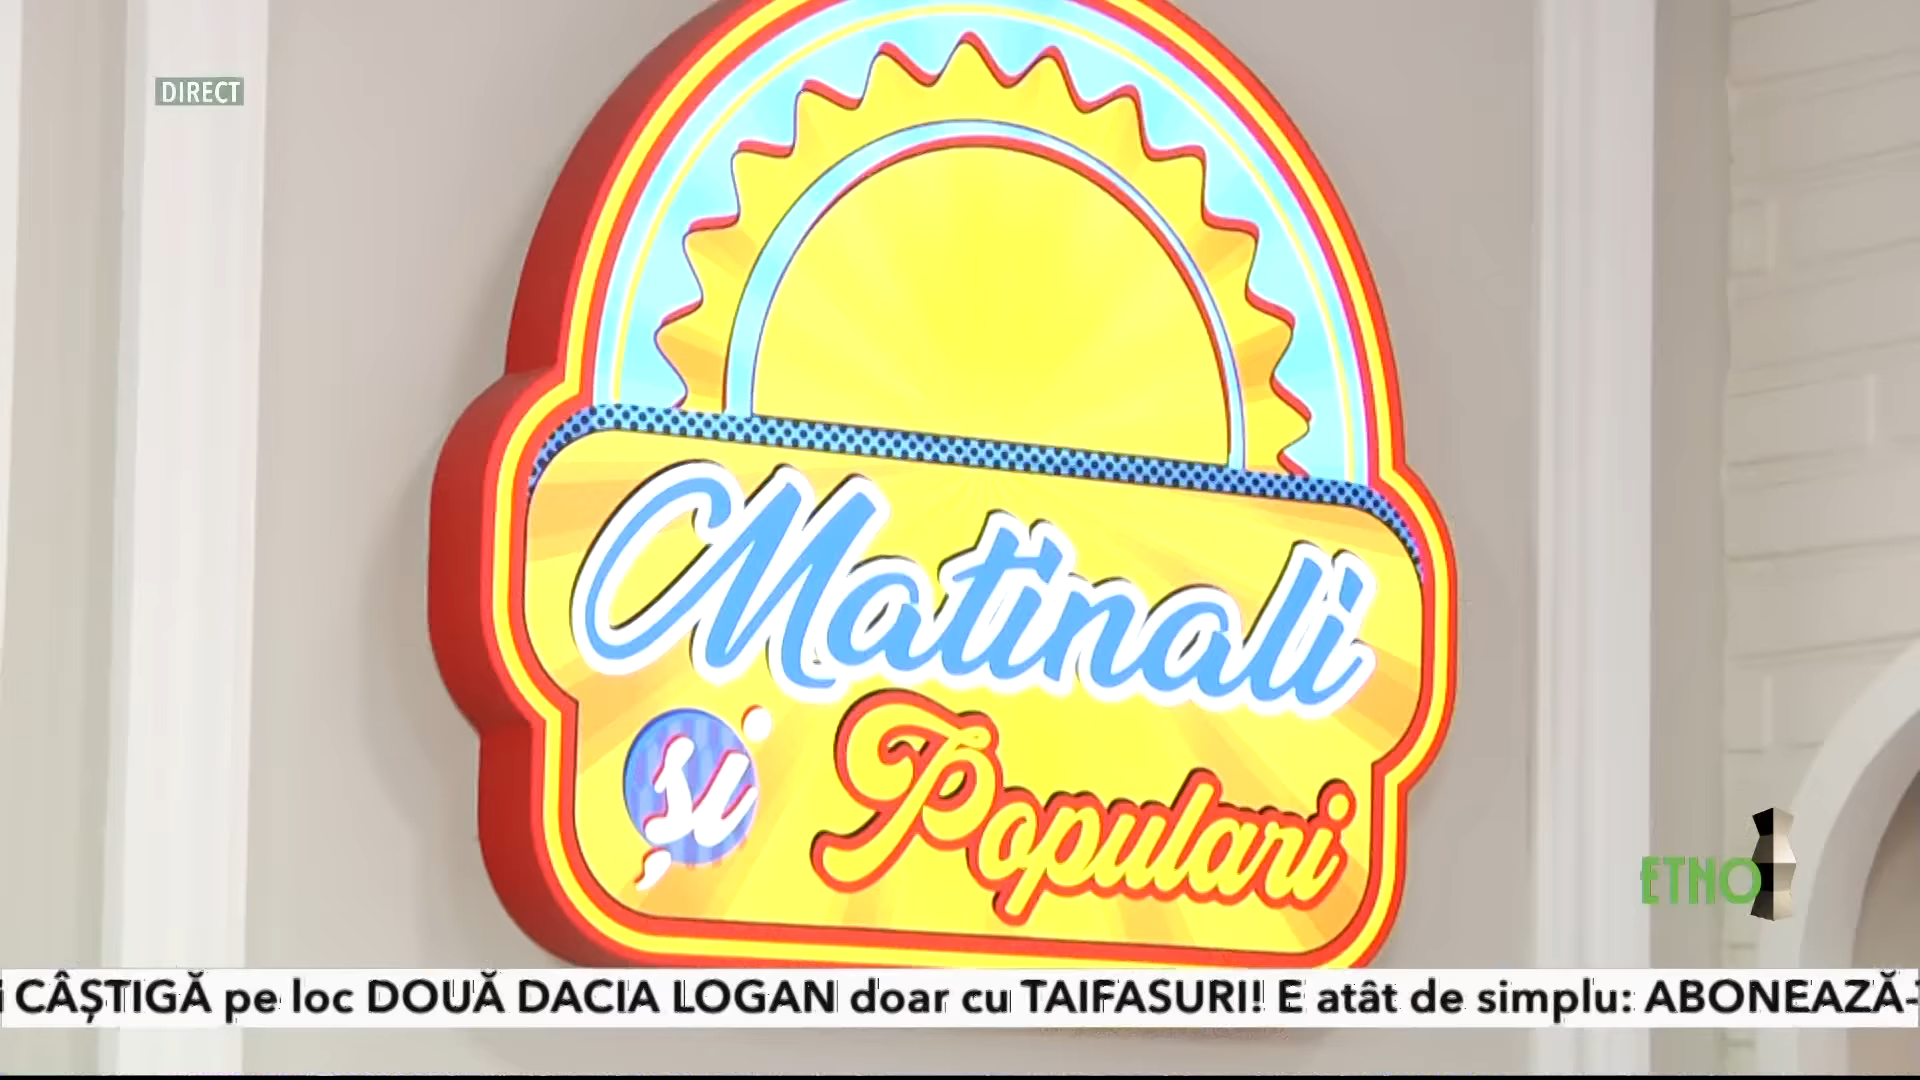 DIRECT
Matinali
și Populari
ETNO
i CÂȘTIGĂ pe loc DOUĂ DACIA LOGAN doar cu TAIFASURI! E atât de simplu: ABONEAZĂ-